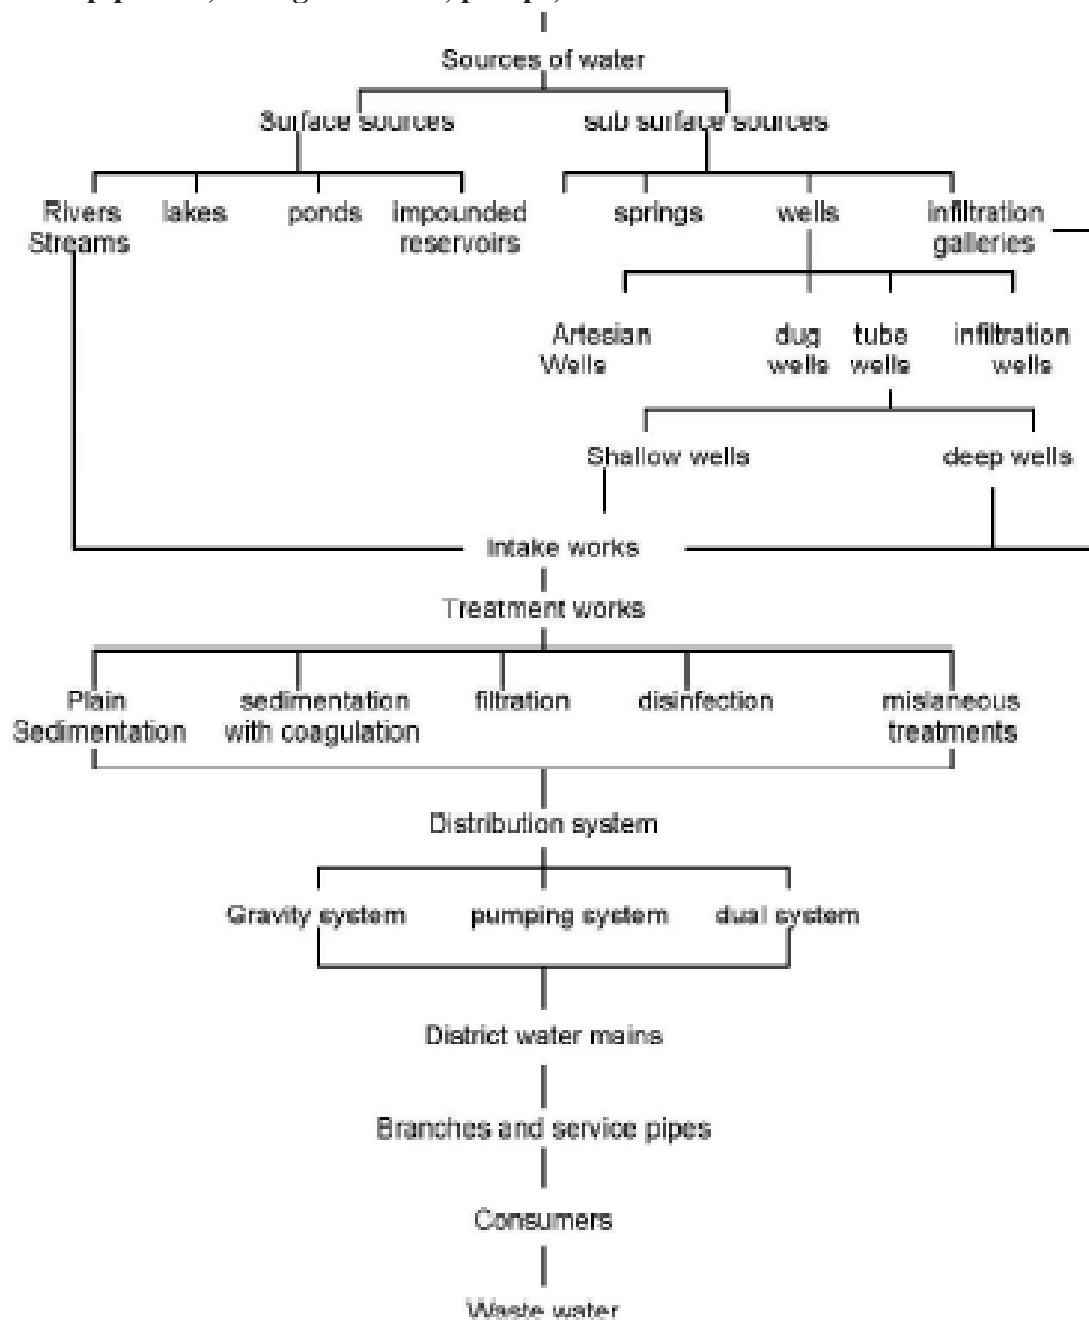 Sources of water
Surface sources sub surface sources
Rivers lakes ponds impounded springs wells infiltration
Streams reservoirs galleries
Artesian dug tube infiltration
Wells wells wells wells
Shallow wells deep wells
Intake works
Treatment works
Plain sedimentation filtration disinfection mislaneous
Sedimentation with coagulation treatments
Distribution system
Gravity system pumping system dual system
District water mains
Branches and service pipes
Consumers
Waste water